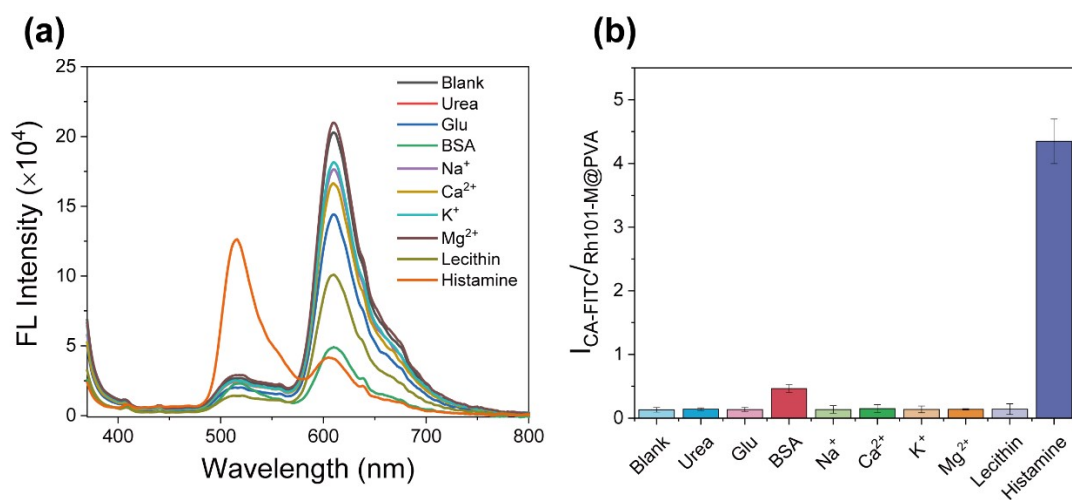 (a)
FL Intensity (×10⁴)
25
20
15
10
5
0
400
500
600
700
800
Wavelength (nm)
Blank
Urea
Glu
BSA
Na⁺
Ca²⁺
K⁺
Mg²⁺
Lecithin
Histamine
(b)
I_CA-FITC/Rh101-M@PVA
5
4
3
2
1
0
Blank
Urea
Glu
BSA
Na⁺
Ca²⁺
K⁺
Mg²⁺
Lecithin
Histamine